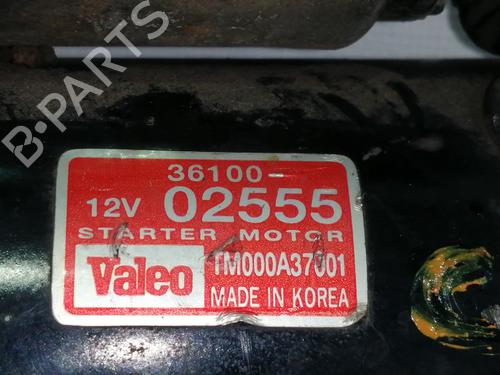 B-PARTS
36100-
12V 02555
STARTER MOTOR
Valeo TM000A37001
MADE IN KOREA